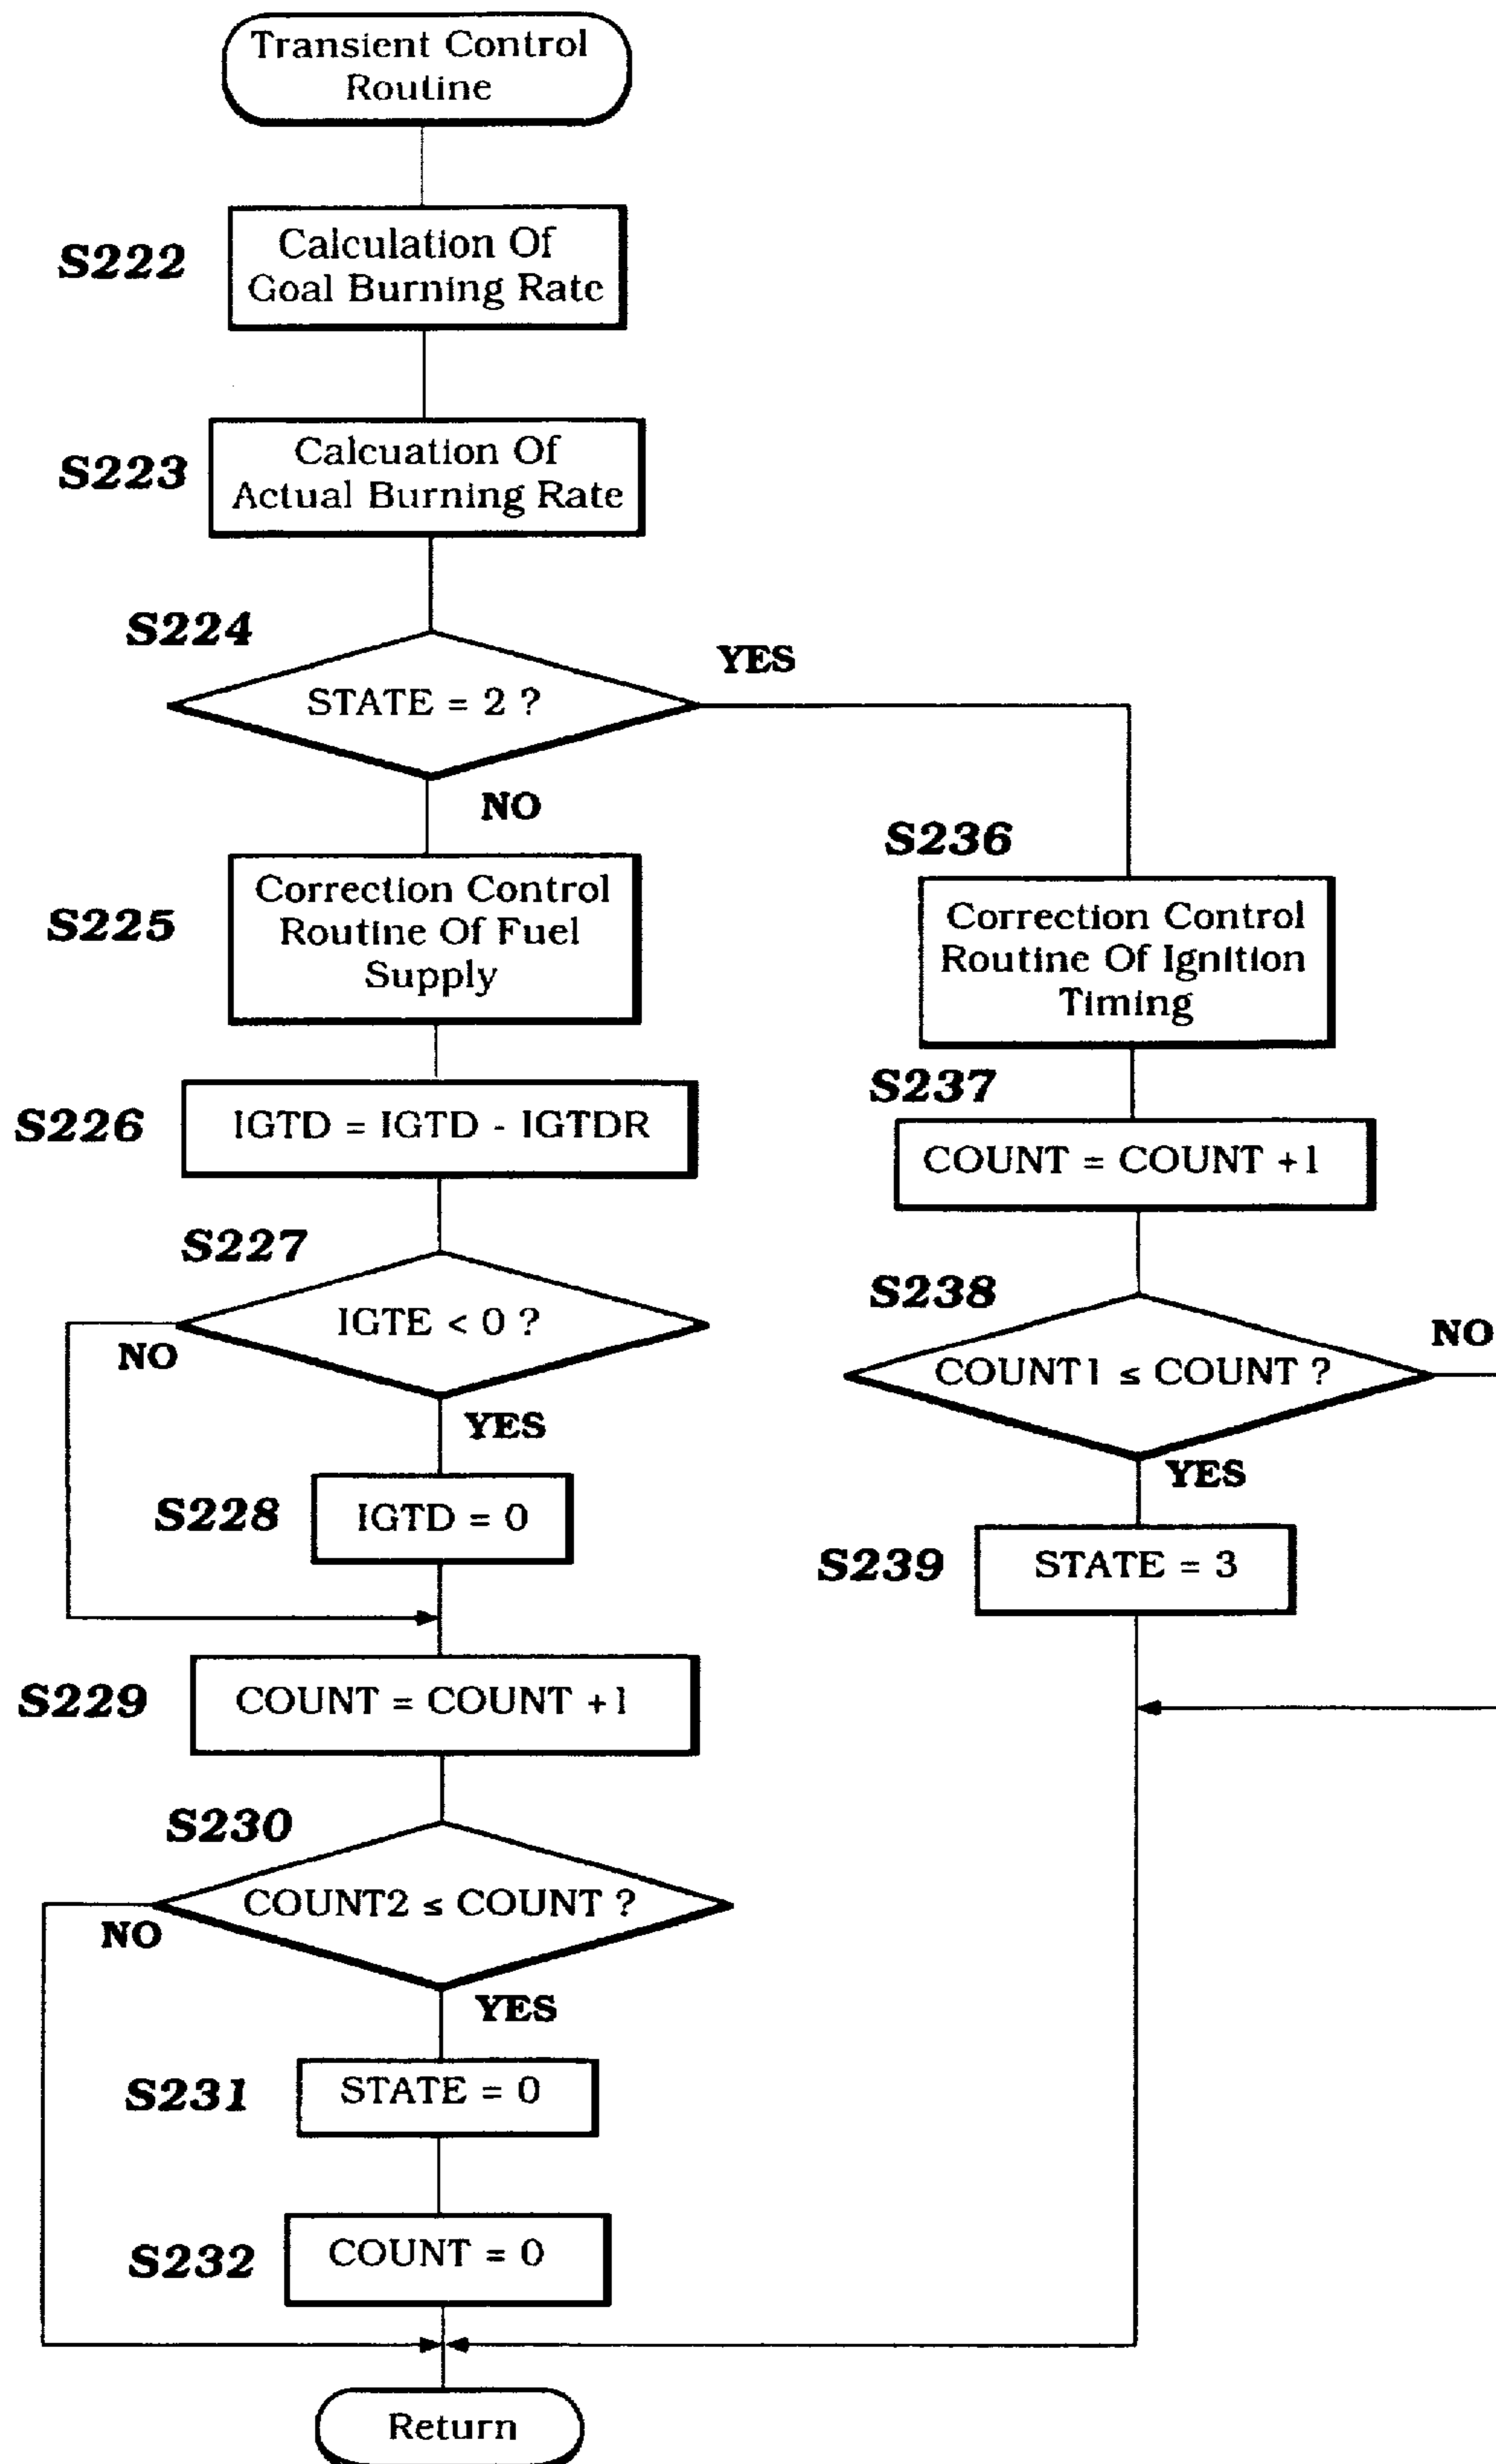 Transient Control
Routine
S222
Calculation Of
Goal Burning Rate
S223
Calcuation Of
Actual Burning Rate
S224
STATE = 2 ?
YES
NO
S225
Correction Control
Routine Of Fuel
Supply
S226
IGTD = IGTD - IGTDR
S227
IGTE < 0 ?
NO
YES
S228
IGTD = 0
S229
COUNT = COUNT +1
S230
COUNT2 ≤ COUNT ?
NO
YES
S231
STATE = 0
S232
COUNT = 0
S236
Correction Control
Routine Of Ignition
Timing
S237
COUNT = COUNT +1
S238
COUNT1 ≤ COUNT ?
NO
YES
S239
STATE = 3
Return